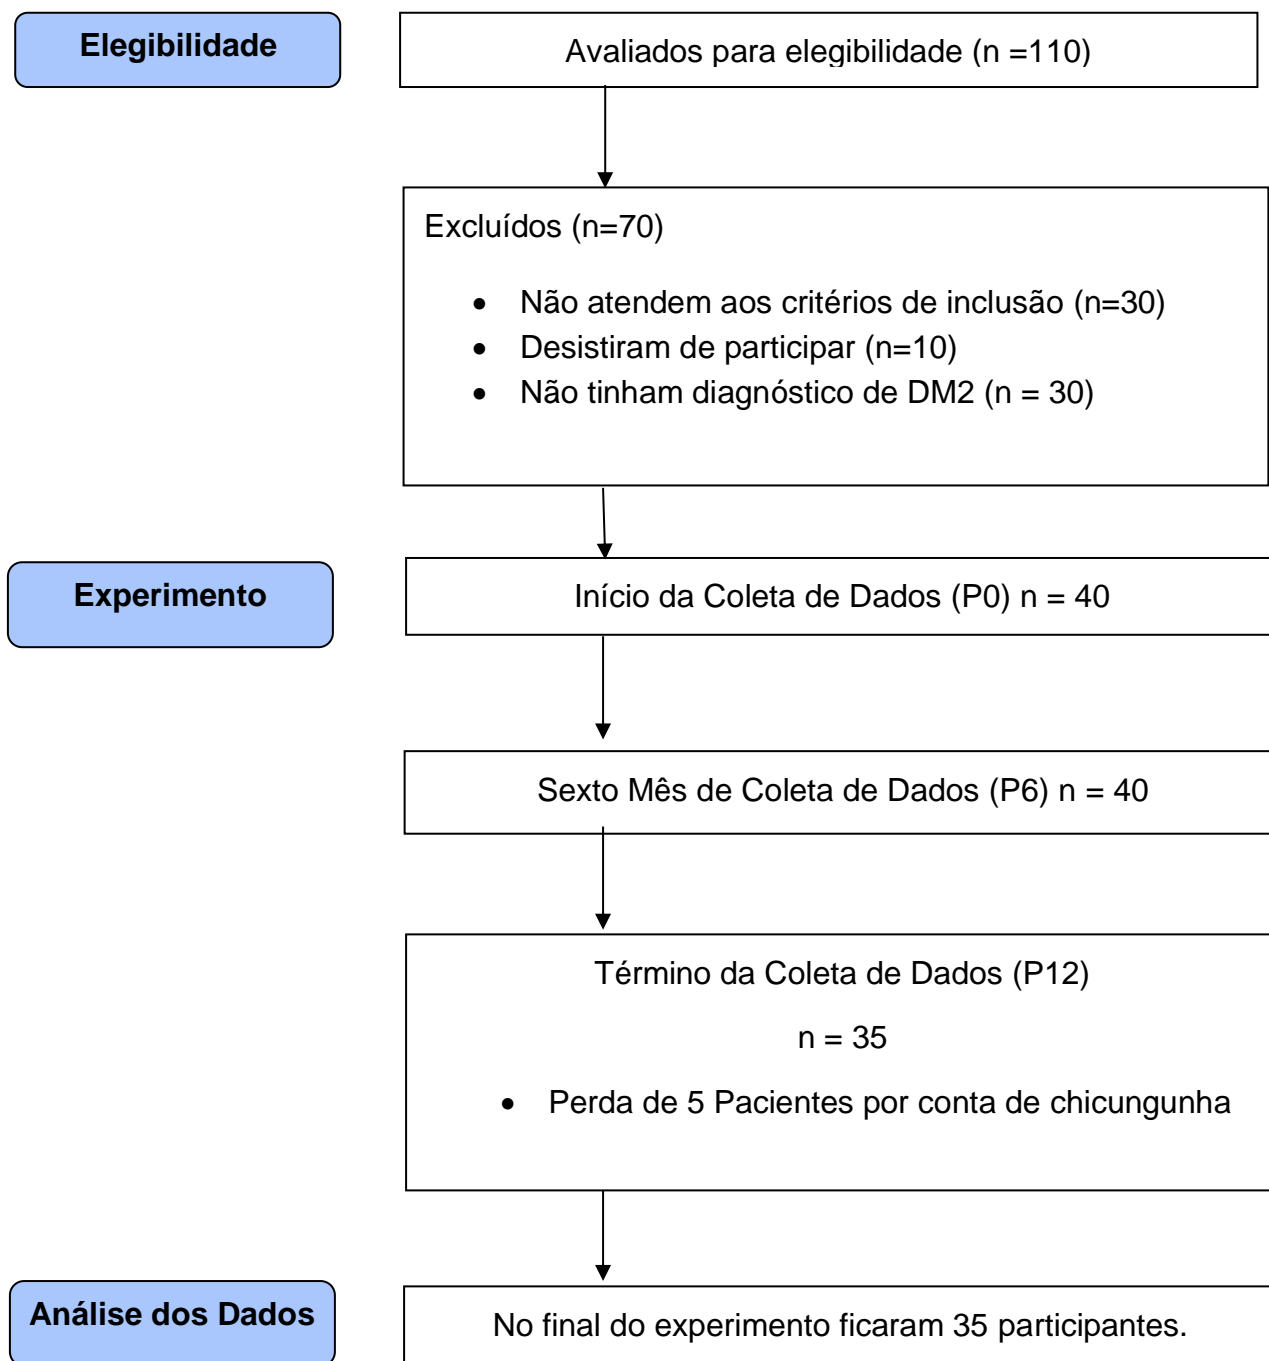 Elegibilidade
Avaliados para elegibilidade (n =110)
Excluídos (n=70)
• Não atendem aos critérios de inclusão (n=30)
• Desistiram de participar (n=10)
• Não tinham diagnóstico de DM2 (n = 30)
Experimento
Início da Coleta de Dados (P0) n = 40
Sexto Mês de Coleta de Dados (P6) n = 40
Término da Coleta de Dados (P12)
n = 35
• Perda de 5 Pacientes por conta de chicungunha
Análise dos Dados
No final do experimento ficaram 35 participantes.